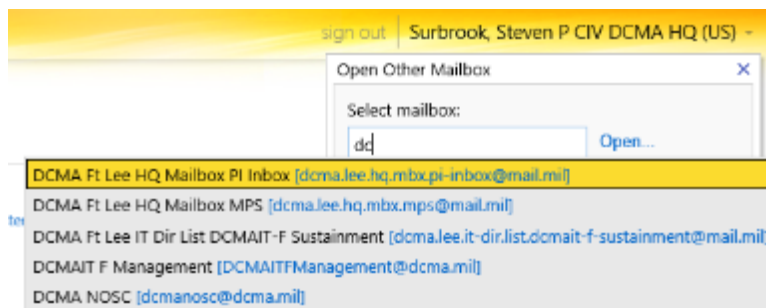 sign out Surbrook, Steven P CIV DCMA HQ (US)
Open Other Mailbox
Select mailbox:
dc Open...
DCMA Ft Lee HQ Mailbox PI Inbox [dcma.lee.hq.mbx.pi-inbox@mail.mil]
DCMA Ft Lee HQ Mailbox MPS [dcma.lee.hq.mbx.mps@mail.mil]
DCMA Ft Lee IT Dir List DCMAIT-F Sustainment [dcma.lee.it-dir.list.dcmait-f-sustainment@mail.mil]
DCMAIT F Management [DCMAITFManagement@dcma.mil]
DCMA NOSC [dcmanosc@dcma.mil]